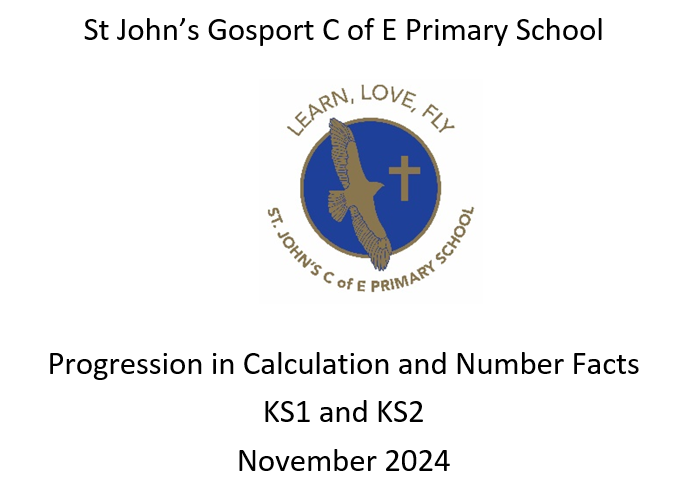 St John’s Gosport C of E Primary School
LEARN, LOVE, FLY
ST. JOHN'S C of E PRIMARY SCHOOL
Progression in Calculation and Number Facts
KS1 and KS2
November 2024